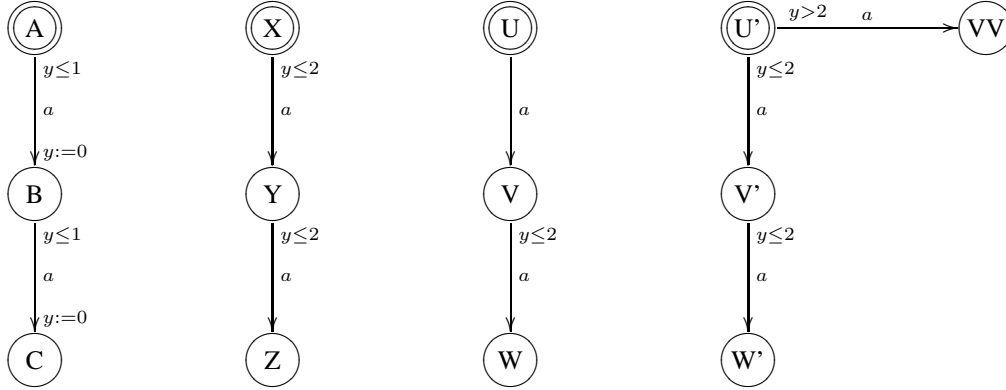 A X U U' y>2 a VV
y≤1 y≤2 y≤2
a a a a
y:=0
B Y V V'
y≤1 y≤2 y≤2 y≤2
a a a a
y:=0
C Z W W'